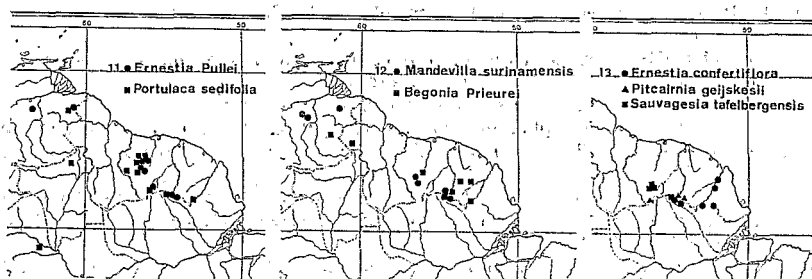 60
50
11 ● Ernestia Pullei
■ Portulaca sedifolia
60
50
12 ● Mandevilla surinamensis
■ Begonia Prieurei
60
50
13 ● Ernestia confertiflora
▲ Pitcairnia geijskesii
■ Sauvagesia tafelbergensis